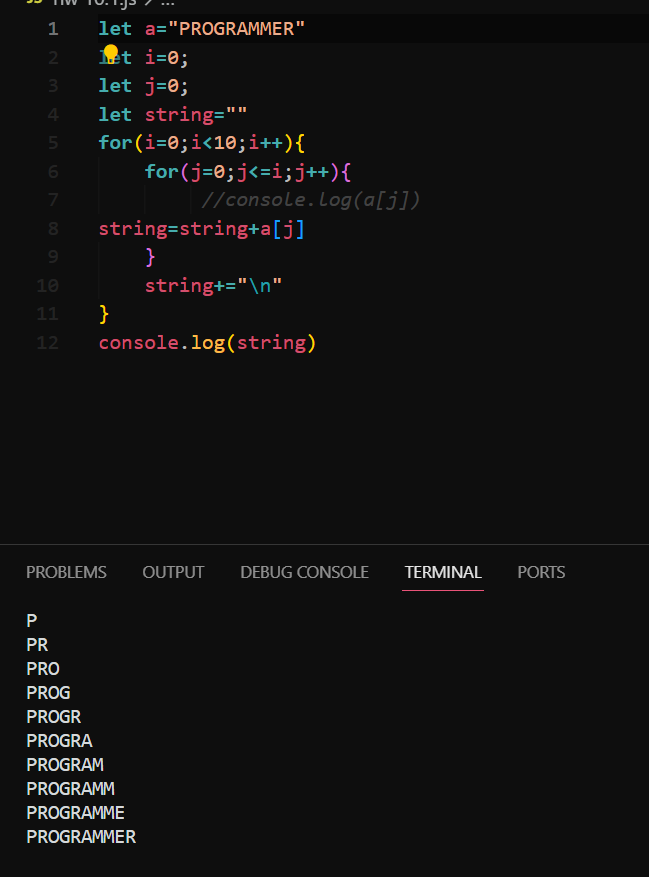 JS hw 10.1.js > ...
1 let a="PROGRAMMER"
2 let i=0;
3 let j=0;
4 let string=""
5 for(i=0;i<10;i++){
6     for(j=0;j<=i;j++){
7         //console.log(a[j])
8 string=string+a[j]
9     }
10     string+="\n"
11 }
12 console.log(string)
PROBLEMS OUTPUT DEBUG CONSOLE TERMINAL PORTS
P
PR
PRO
PROG
PROGR
PROGRA
PROGRAM
PROGRAMM
PROGRAMME
PROGRAMMER